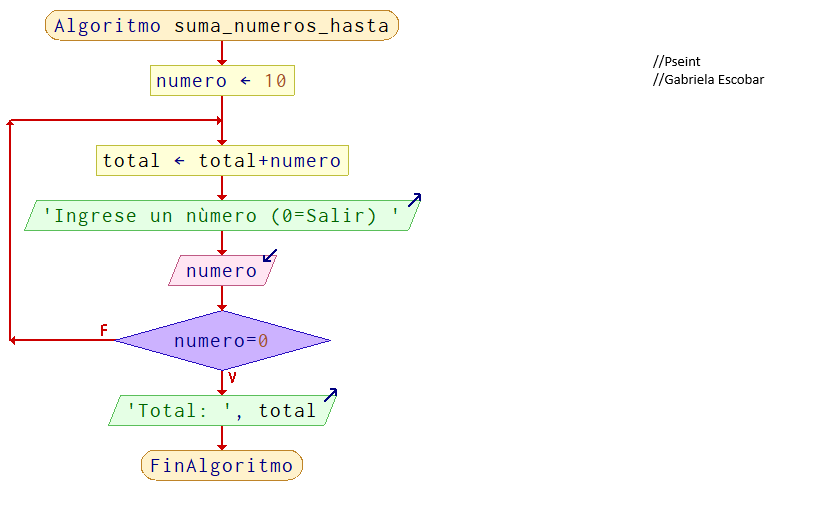 Algoritmo suma_numeros_hasta
//Pseint
numero ← 10
//Gabriela Escobar
total ← total+numero
'Ingrese un nùmero (0=Salir) '
numero
F
numero=0
V
'Total: ', total
FinAlgoritmo